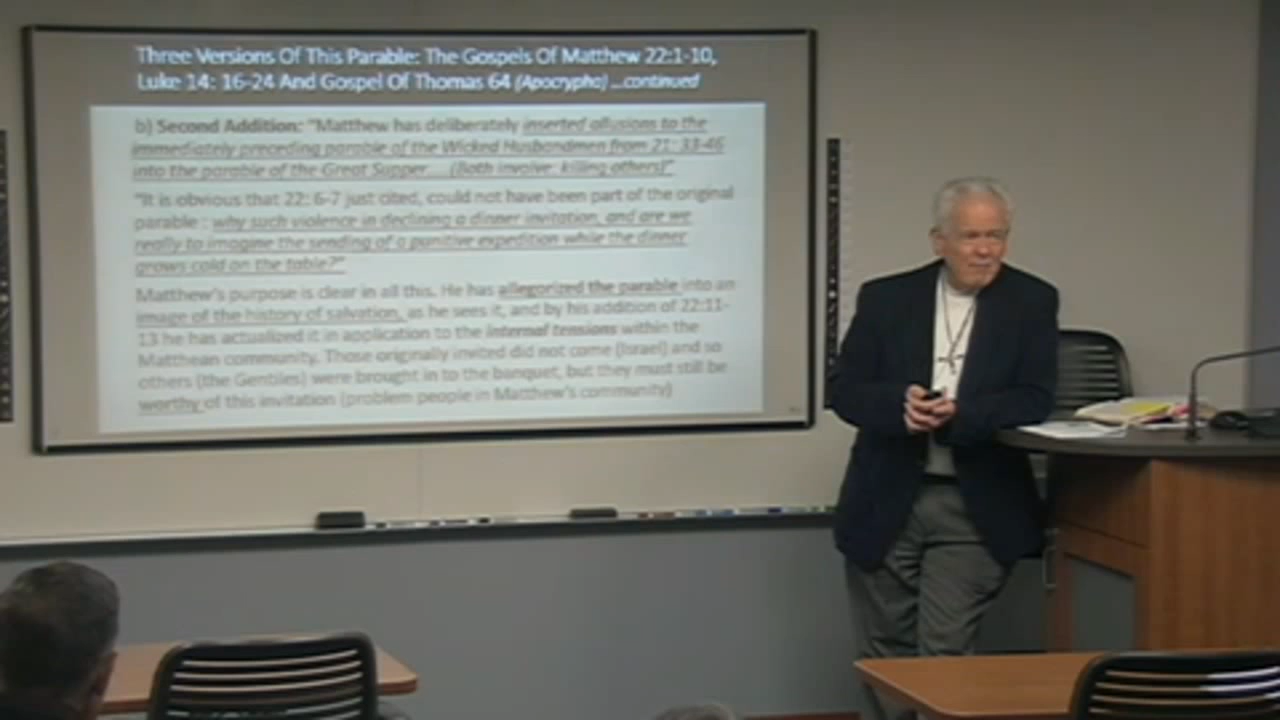 Three Versions Of This Parable: The Gospels Of Matthew 22:1-10,
Luke 14: 16-24 And Gospel Of Thomas 64 (Apocrypha) ...continued
b) Second Addition: "Matthew has deliberately inserted allusions to the
immediately preceding parable of the Wicked Husbandmen from 21: 33-46
into the parable of the Great Supper... (Both involve: killing others)"
"It is obvious that 22: 6-7 just cited, could not have been part of the original
parable : why such violence in declining a dinner invitation, and are we
really to imagine the sending of a punitive expedition while the dinner
grows cold on the table?"
Matthew's purpose is clear in all this. He has allegorized the parable into an
image of the history of salvation, as he sees it, and by his addition of 22:11-
13 he has actualized it in application to the internal tensions within the
Matthean community. Those originally invited did not come (Israel) and so
others (the Gentiles) were brought in to the banquet, but they must still be
worthy of this invitation (problem people in Matthew's community)